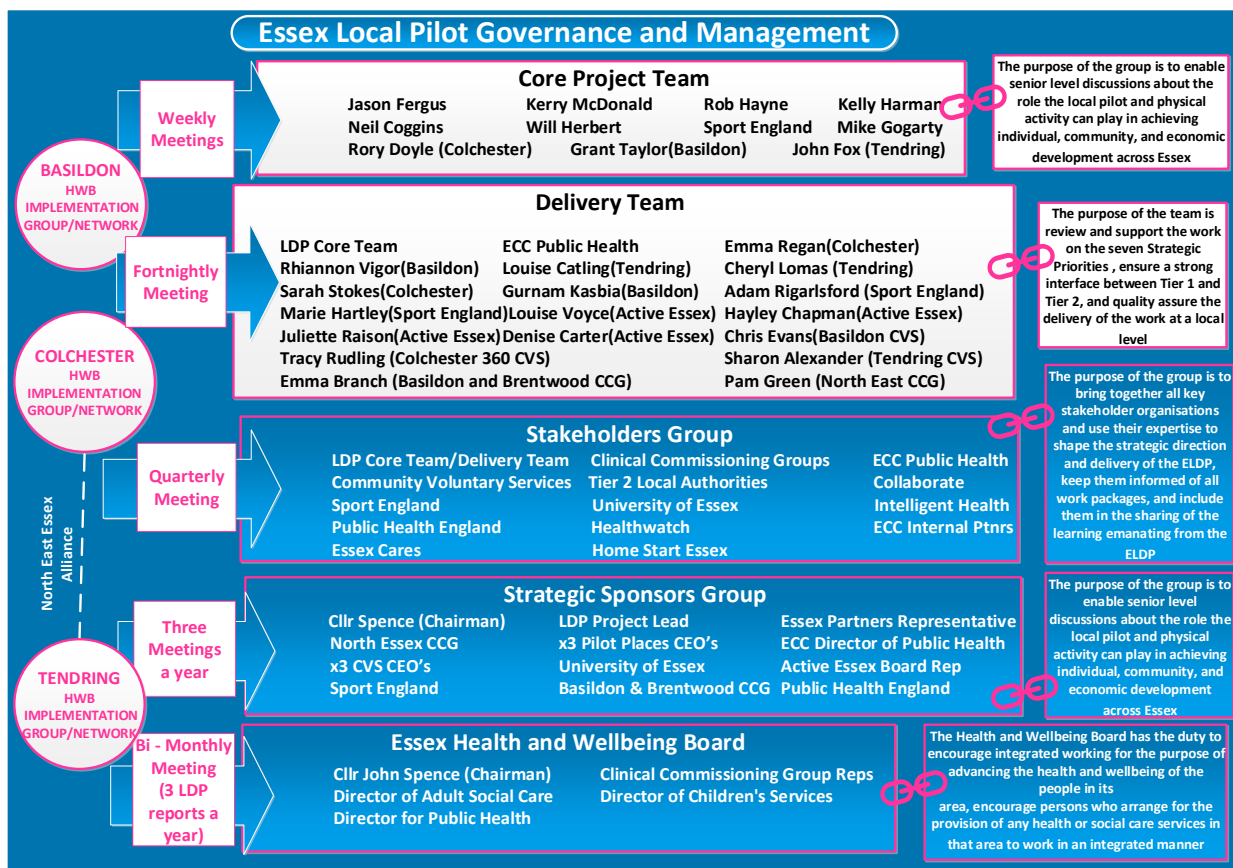 Essex Local Pilot Governance and Management
Weekly
Meetings
Core Project Team
Jason Fergus Kerry McDonald Rob Hayne Kelly Harman
Neil Coggins Will Herbert Sport England Mike Gogarty
Rory Doyle (Colchester) Grant Taylor(Basildon) John Fox (Tendring)
The purpose of the group is to enable
senior level discussions about the
role the local pilot and physical
activity can play in achieving
individual, community, and economic
development across Essex
BASILDON
HWB
IMPLEMENTATION
GROUP/NETWORK
Fortnightly
Meeting
Delivery Team
LDP Core Team ECC Public Health Emma Regan(Colchester)
Rhiannon Vigor(Basildon) Louise Catling(Tendring) Cheryl Lomas (Tendring)
Sarah Stokes(Colchester) Gurnam Kasbia(Basildon) Adam Rigarlsford (Sport England)
Marie Hartley(Sport England)Louise Voyce(Active Essex) Hayley Chapman(Active Essex)
Juliette Raison(Active Essex) Denise Carter(Active Essex) Chris Evans(Basildon CVS)
Tracy Rudling (Colchester 360 CVS) Sharon Alexander (Tendring CVS)
Emma Branch (Basildon and Brentwood CCG) Pam Green (North East CCG)
The purpose of the team is
review and support the work
on the seven Strategic
Priorities , ensure a strong
interface between Tier 1 and
Tier 2, and quality assure the
delivery of the work at a local
level
COLCHESTER
HWB
IMPLEMENTATION
GROUP/NETWORK
Quarterly
Meeting
Stakeholders Group
LDP Core Team/Delivery Team Clinical Commissioning Groups ECC Public Health
Community Voluntary Services Tier 2 Local Authorities Collaborate
Sport England University of Essex Intelligent Health
Public Health England Healthwatch ECC Internal Ptnrs
Essex Cares Home Start Essex
The purpose of the group is to
bring together all key
stakeholder organisations
and use their expertise to
shape the strategic direction
and delivery of the ELDP,
keep them informed of all
work packages, and include
them in the sharing of the
learning emanating from the
ELDP
North East Essex
Alliance
Three
Meetings
a year
Strategic Sponsors Group
Cllr Spence (Chairman) LDP Project Lead Essex Partners Representative
North Essex CCG x3 Pilot Places CEO's ECC Director of Public Health
x3 CVS CEO's University of Essex Active Essex Board Rep
Sport England Basildon & Brentwood CCG Public Health England
The purpose of the group is to
enable senior level
discussions about the role the
local pilot and physical
activity can play in achieving
individual, community, and
economic development
across Essex
TENDRING
HWB
IMPLEMENTATION
GROUP/NETWORK
Bi - Monthly
Meeting
(3 LDP
reports a
year)
Essex Health and Wellbeing Board
Cllr John Spence (Chairman) Clinical Commissioning Group Reps
Director of Adult Social Care Director of Children's Services
Director for Public Health
The Health and Wellbeing Board has the duty to
encourage integrated working for the purpose of
advancing the health and wellbeing of the
people in its
area, encourage persons who arrange for the
provision of any health or social care services in
that area to work in an integrated manner